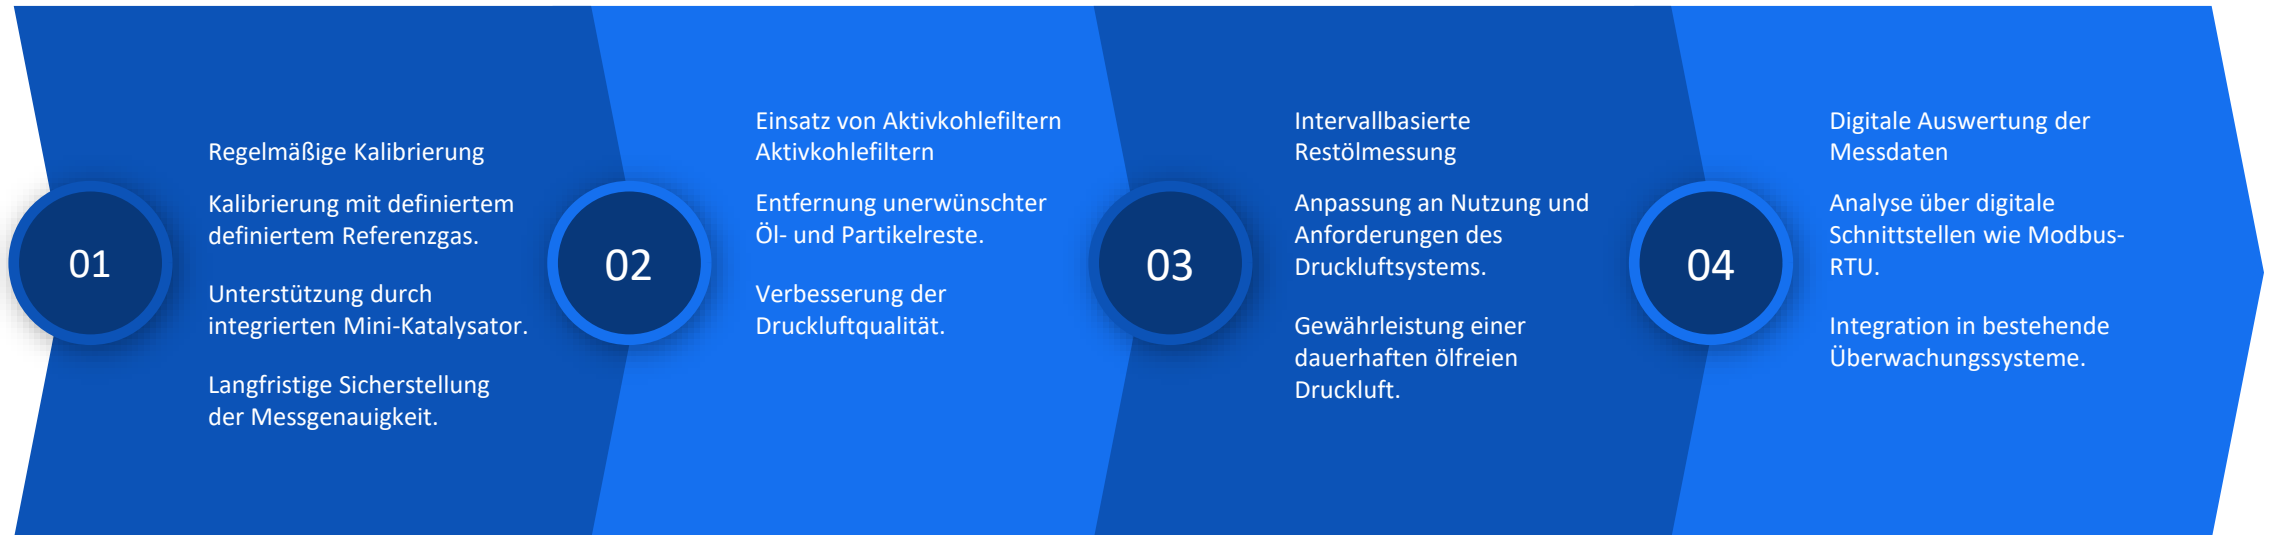 01
Regelmäßige Kalibrierung
Kalibrierung mit definiertem
definiertem Referenzgas.
Unterstützung durch
integrierten Mini-Katalysator.
Langfristige Sicherstellung
der Messgenauigkeit.
02
Einsatz von Aktivkohlefiltern
Aktivkohlefiltern
Entfernung unerwünschter
Öl- und Partikelreste.
Verbesserung der
Druckluftqualität.
03
Intervallbasierte
Restölmessung
Anpassung an Nutzung und
Anforderungen des
Druckluftsystems.
Gewährleistung einer
dauerhaften ölfreien
Druckluft.
04
Digitale Auswertung der
Messdaten
Analyse über digitale
Schnittstellen wie Modbus-
RTU.
Integration in bestehende
Überwachungssysteme.